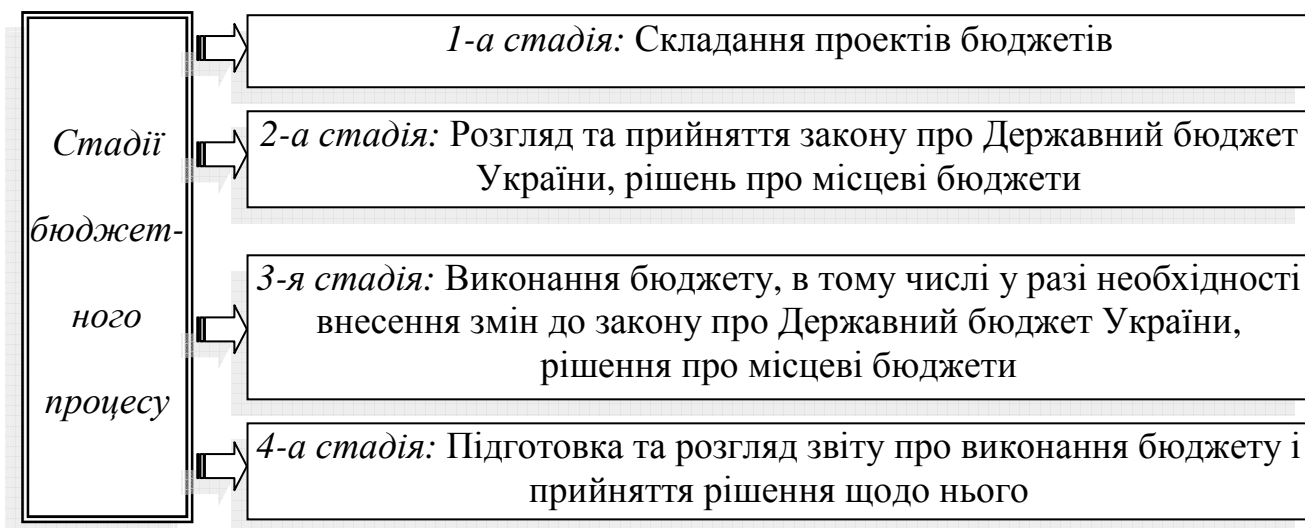 Стадії
бюджет-
ного
процесу
1-а стадія: Складання проектів бюджетів
2-а стадія: Розгляд та прийняття закону про Державний бюджет
України, рішень про місцеві бюджети
3-я стадія: Виконання бюджету, в тому числі у разі необхідності
внесення змін до закону про Державний бюджет України,
рішення про місцеві бюджети
4-а стадія: Підготовка та розгляд звіту про виконання бюджету і
прийняття рішення щодо нього